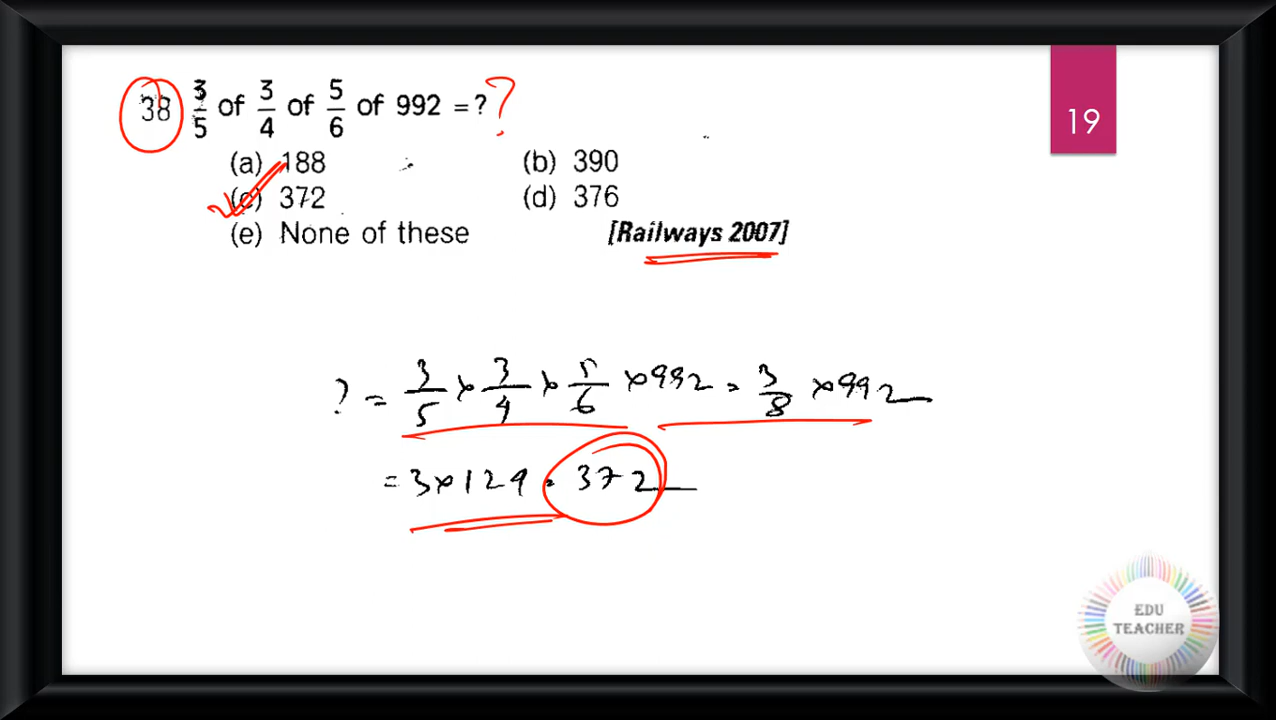 38 3/5 of 3/4 of 5/6 of 992 = ? ?
19
(a) 188 (b) 390
(c) 372 (d) 376
(e) None of these [Railways 2007]
? = 3/5 × 3/4 × 5/6 × 992 = 3/8 × 992
= 3 × 124 = 372
EDU
TEACHER